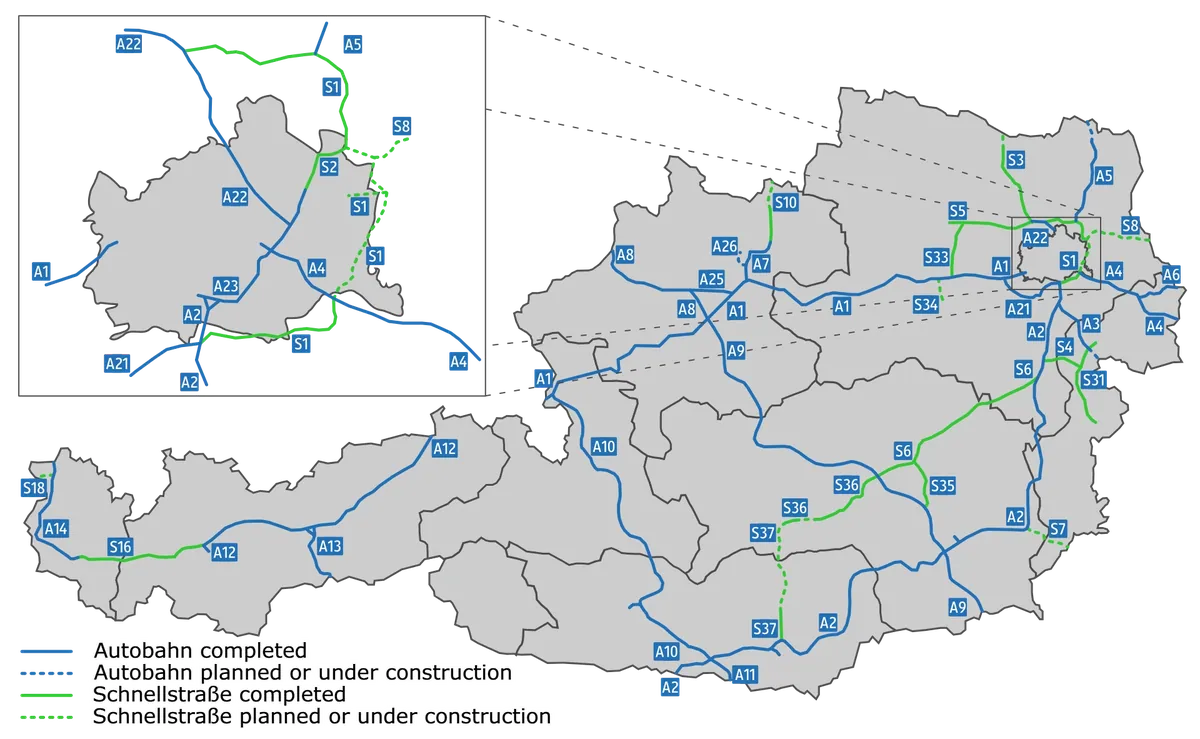 A22
A5
S1
S8
S2
A22
S1
S1
A1
A4
A23
A2
S1
A21
A4
A2
S3
A5
S10
S5
S8
A22
A26
A8
A7
S33
A1
S1
A4
A6
A25
A8
A1
A1
S34
A21
A3
A4
A2
S4
A9
S6
S31
A1
A12
A10
S6
S18
S36
S35
S36
A14
S37
A2
S7
S16
A12
A13
A9
S37
A2
A10
A11
A2
Autobahn completed
Autobahn planned or under construction
Schnellstraße completed
Schnellstraße planned or under construction